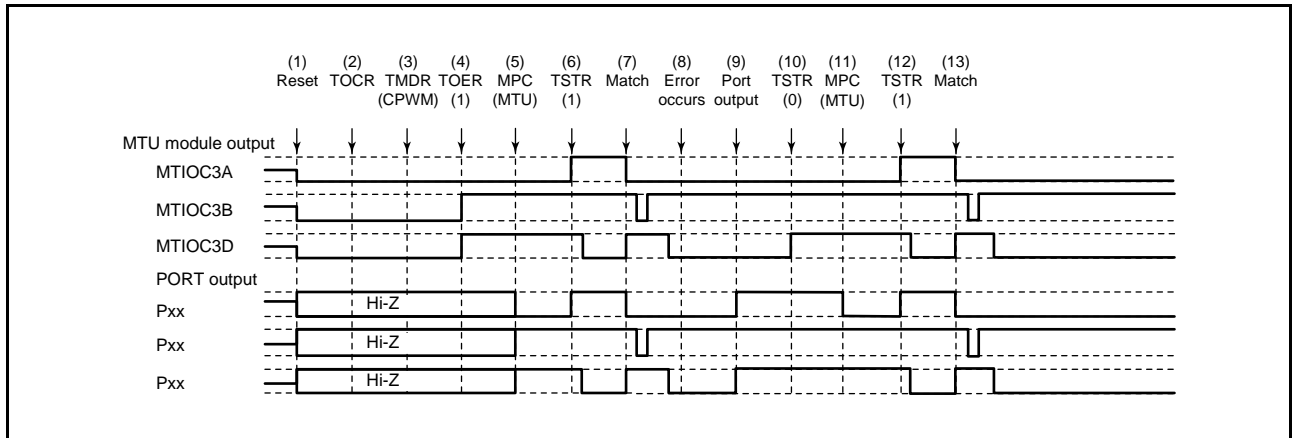 (1) (2) (3) (4) (5) (6) (7) (8) (9) (10) (11) (12) (13)
Reset TOCR TMDR TOER MPC TSTR Match Error Port TSTR MPC TSTR Match
(CPWM) (1) (MTU) (1) occurs output (0) (MTU) (1)
MTU module output
MTIOC3A
MTIOC3B
MTIOC3D
PORT output
Pxx Hi-Z
Pxx Hi-Z
Pxx Hi-Z